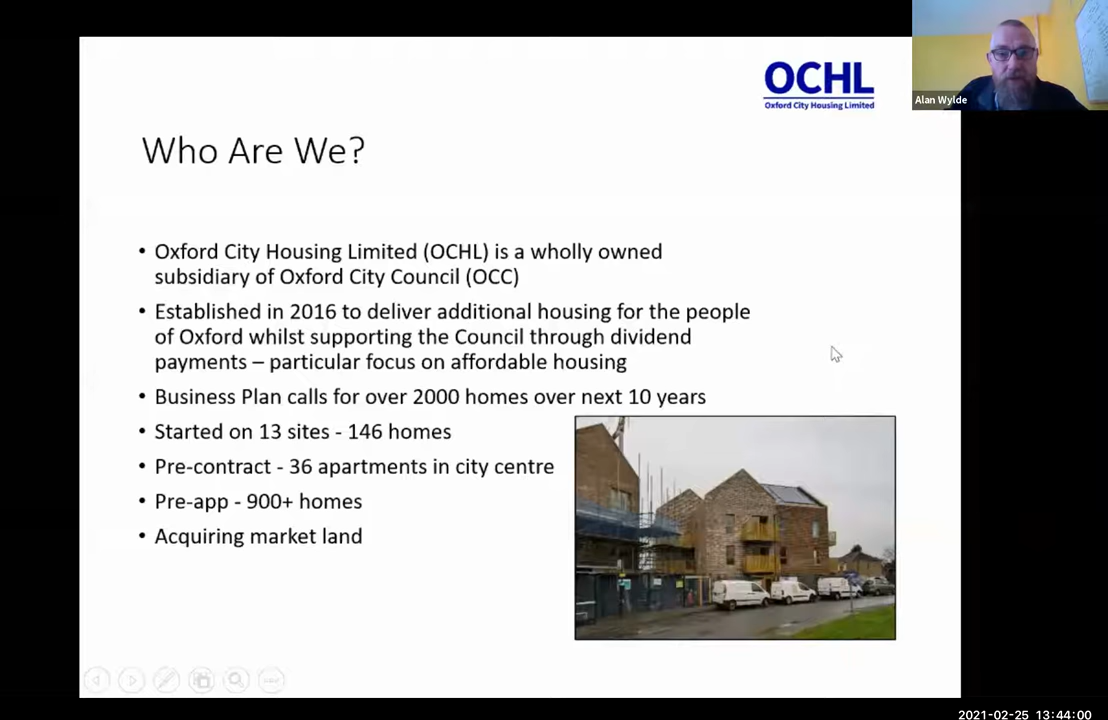 OCHL
Oxford City Housing Limited
Alan Wylde
Who Are We?
• Oxford City Housing Limited (OCHL) is a wholly owned
subsidiary of Oxford City Council (OCC)
• Established in 2016 to deliver additional housing for the people
of Oxford whilst supporting the Council through dividend
payments – particular focus on affordable housing
• Business Plan calls for over 2000 homes over next 10 years
• Started on 13 sites - 146 homes
• Pre-contract - 36 apartments in city centre
• Pre-app - 900+ homes
• Acquiring market land
2021-02-25 13:44:00